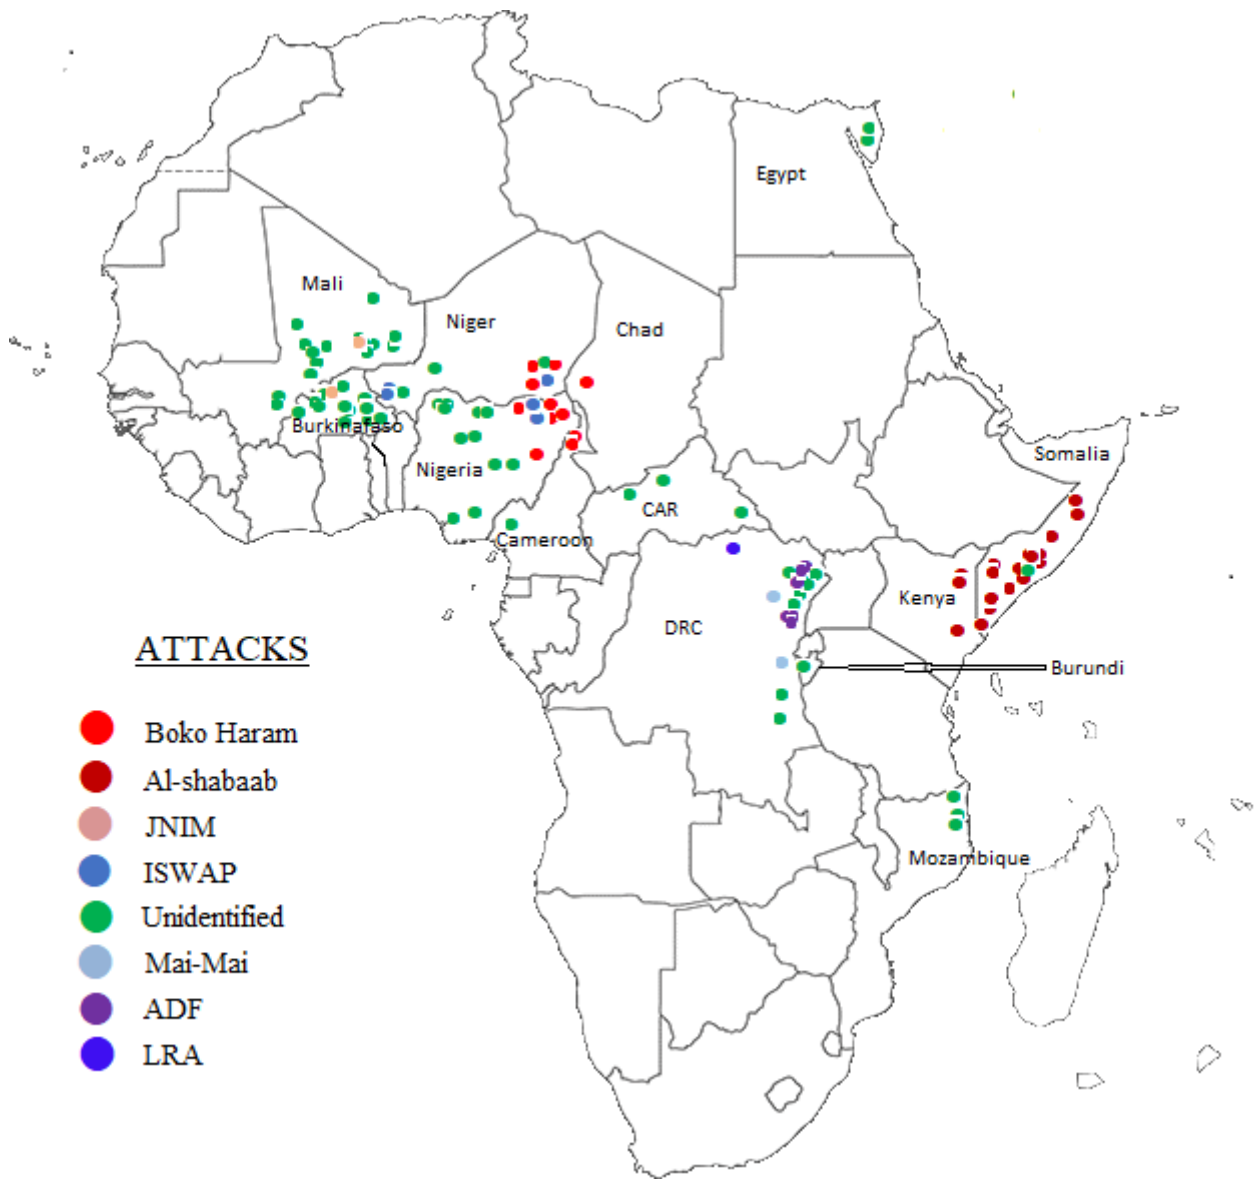 Egypt
Mali
Niger
Chad
Burkinafaso
Nigeria
Somalia
CAR
Cameroon
Kenya
DRC
Burundi
Mozambique
ATTACKS
Boko Haram
Al-shabaab
JNIM
ISWAP
Unidentified
Mai-Mai
ADF
LRA